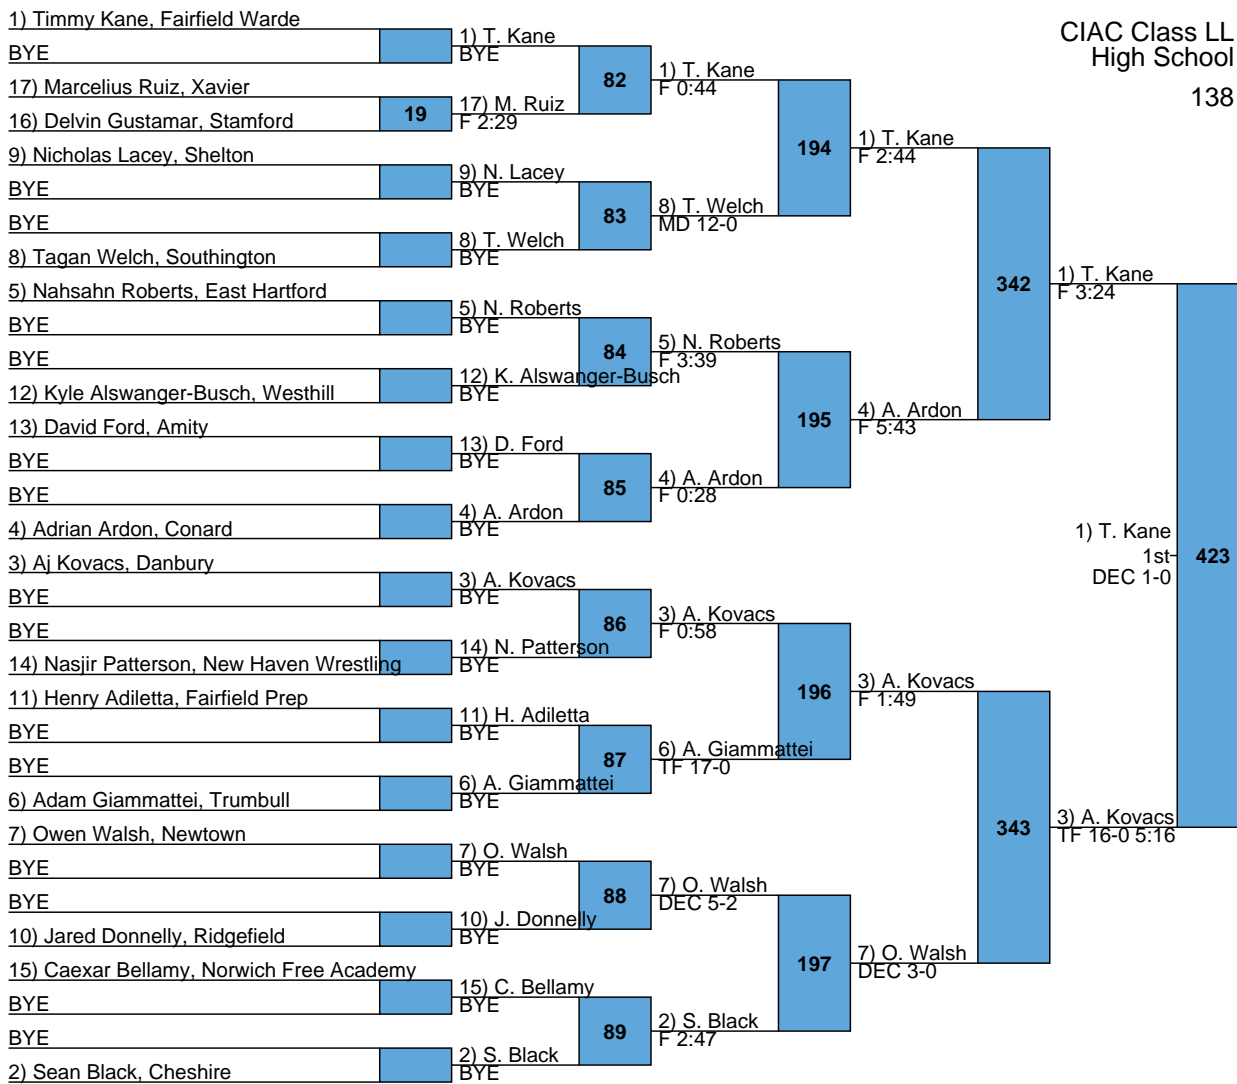 CIAC Class LL
High School
138
1) Timmy Kane, Fairfield Warde
BYE
17) Marcelius Ruiz, Xavier
16) Delvin Gustamar, Stamford
9) Nicholas Lacey, Shelton
BYE
BYE
8) Tagan Welch, Southington
5) Nahsahn Roberts, East Hartford
BYE
BYE
12) Kyle Alswanger-Busch, Westhill
13) David Ford, Amity
BYE
BYE
4) Adrian Ardon, Conard
3) Aj Kovacs, Danbury
BYE
BYE
14) Nasjir Patterson, New Haven Wrestling
11) Henry Adiletta, Fairfield Prep
BYE
BYE
6) Adam Giammattei, Trumbull
7) Owen Walsh, Newtown
BYE
BYE
10) Jared Donnelly, Ridgefield
15) Caexar Bellamy, Norwich Free Academy
BYE
BYE
2) Sean Black, Cheshire
19
1) T. Kane
BYE
17) M. Ruiz
F 2:29
9) N. Lacey
BYE
8) T. Welch
BYE
5) N. Roberts
BYE
12) K. Alswanger-Busch
BYE
13) D. Ford
BYE
4) A. Ardon
BYE
3) A. Kovacs
BYE
14) N. Patterson
BYE
11) H. Adiletta
BYE
6) A. Giammattei
BYE
7) O. Walsh
BYE
10) J. Donnelly
BYE
15) C. Bellamy
BYE
2) S. Black
BYE
82
83
84
85
86
87
88
89
1) T. Kane
F 0:44
8) T. Welch
MD 12-0
5) N. Roberts
F 3:39
4) A. Ardon
F 0:28
3) A. Kovacs
F 0:58
6) A. Giammattei
TF 17-0
7) O. Walsh
DEC 5-2
2) S. Black
F 2:47
194
195
196
197
1) T. Kane
F 2:44
4) A. Ardon
F 5:43
3) A. Kovacs
F 1:49
7) O. Walsh
DEC 3-0
342
343
1) T. Kane
F 3:24
3) A. Kovacs
TF 16-0 5:16
423
1) T. Kane
1st
DEC 1-0